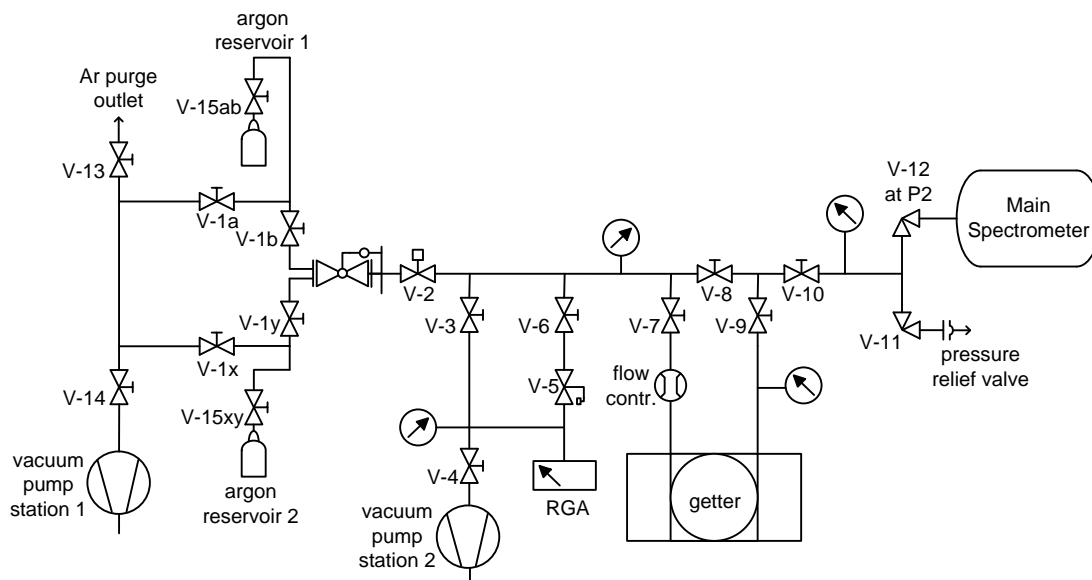 argon
reservoir 1
Ar purge
outlet
V-15ab
V-13
V-1a
V-1b
V-12
at P2
Main
Spectrometer
V-2
V-8
V-10
V-3
V-6
V-7
V-9
V-1y
V-11
pressure
relief valve
V-1x
V-14
V-15xy
V-5
flow
contr.
vacuum
pump
station 1
argon
reservoir 2
V-4
RGA
getter
vacuum
pump
station 2